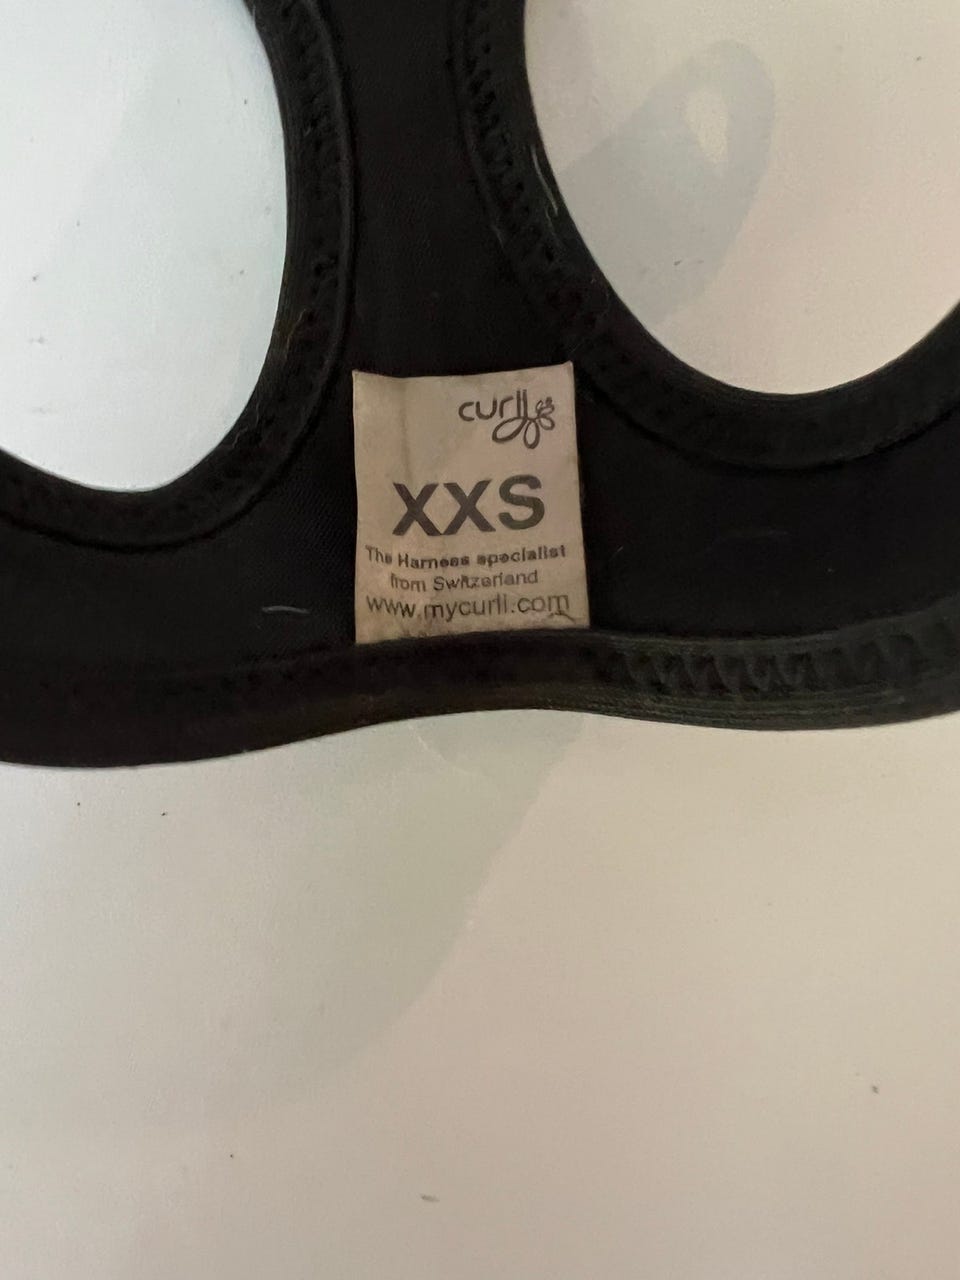 curli
XXS
The Harness specialist
from Switzerland
www.mycurli.com